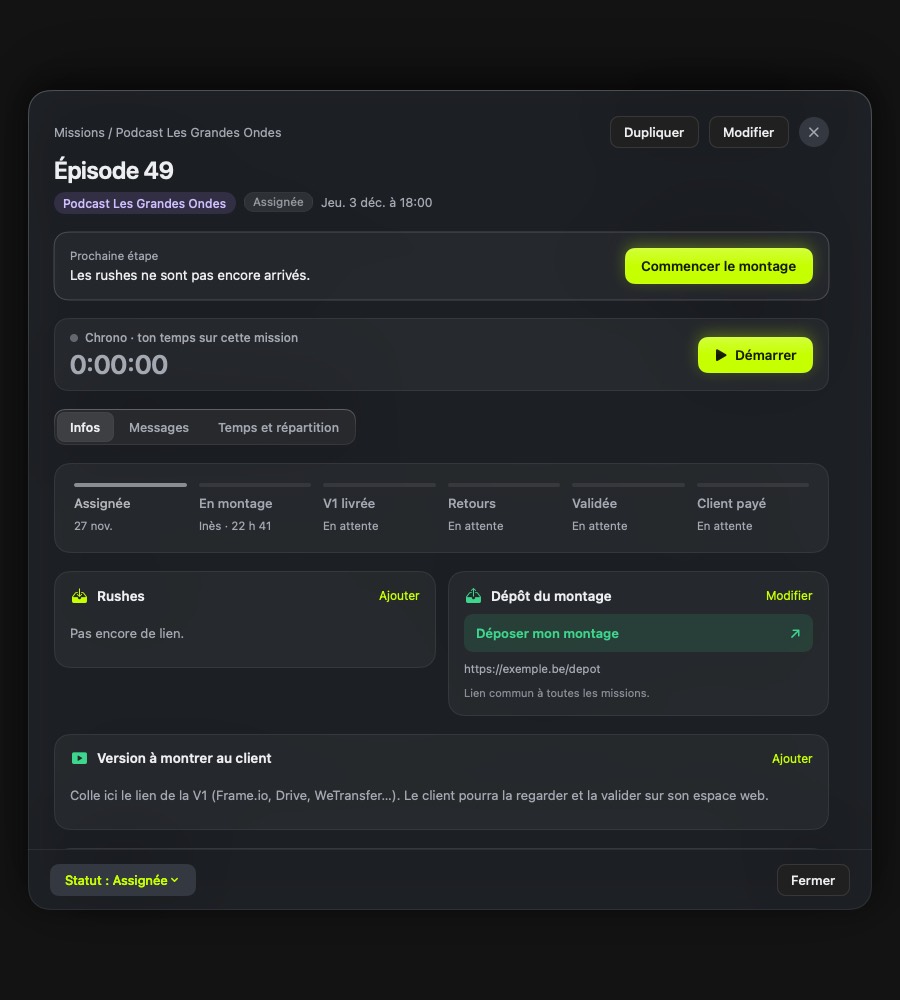 Missions / Podcast Les Grandes Ondes
Dupliquer
Modifier
Épisode 49
Podcast Les Grandes Ondes
Assignée
Jeu. 3 déc. à 18:00
Prochaine étape
Les rushes ne sont pas encore arrivés.
Commencer le montage
Chrono · ton temps sur cette mission
0:00:00
Démarrer
Infos
Messages
Temps et répartition
Assignée
27 nov.
En montage
Inès · 22 h 41
V1 livrée
En attente
Retours
En attente
Validée
En attente
Client payé
En attente
Rushes
Ajouter
Pas encore de lien.
Dépôt du montage
Modifier
Déposer mon montage
https://exemple.be/depot
Lien commun à toutes les missions.
Version à montrer au client
Ajouter
Colle ici le lien de la V1 (Frame.io, Drive, WeTransfer…). Le client pourra la regarder et la valider sur son espace web.
Statut : Assignée
Fermer